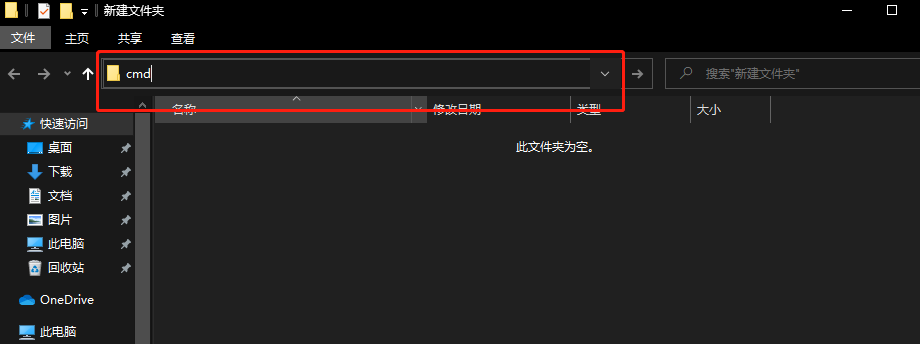 新建文件夹
文件 主页 共享 查看
cmd 搜索"新建文件夹"
名称 修改日期 类型 大小
快速访问
此文件夹为空。
桌面
下载
文档
图片
此电脑
回收站
OneDrive
此电脑